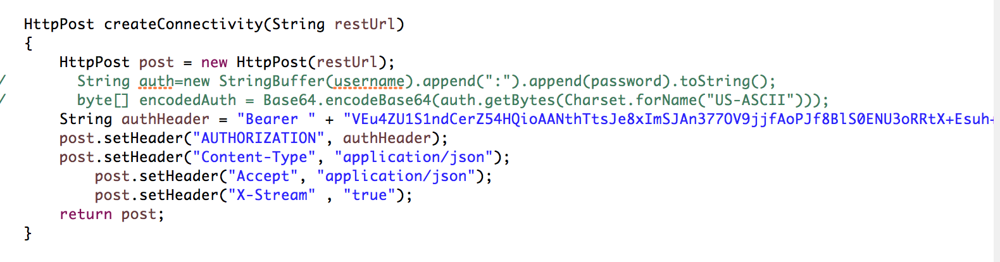 HttpPost createConnectivity(String restUrl)
{
HttpPost post = new HttpPost(restUrl);
/ String auth=new StringBuffer(username).append(":").append(password).toString();
/ byte[] encodedAuth = Base64.encodeBase64(auth.getBytes(Charset.forName("US-ASCII")));
String authHeader = "Bearer " + "VEu4ZU1S1ndCerZ54HQioAANthTtsJe8xImSJAn377OV9jjfAoPJf8BlS0ENU3oRRtX+Esuh+
post.setHeader("AUTHORIZATION", authHeader);
post.setHeader("Content-Type", "application/json");
post.setHeader("Accept", "application/json");
post.setHeader("X-Stream" , "true");
return post;
}